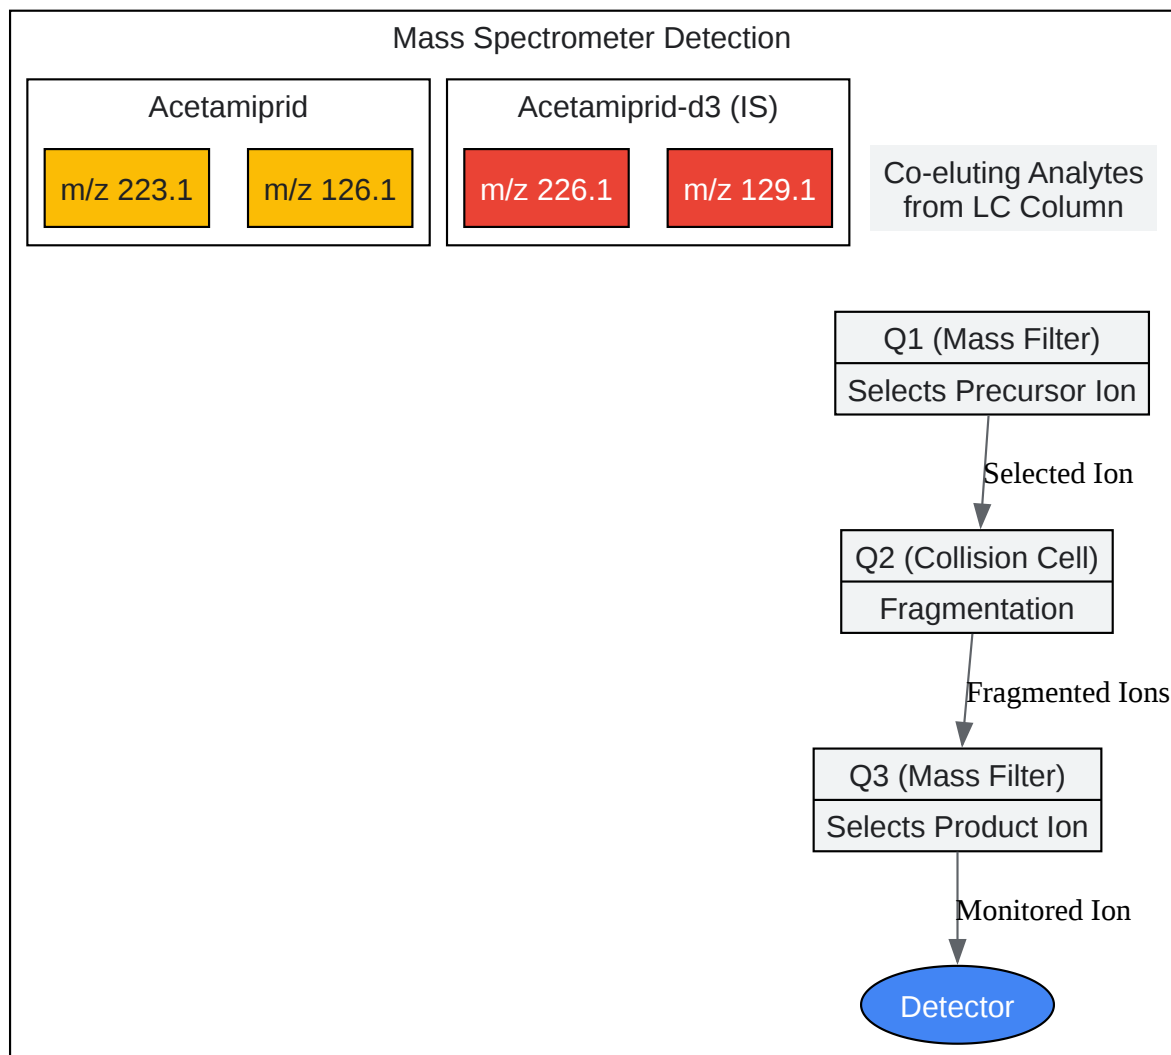 Mass Spectrometer Detection
Acetamiprid
m/z 223.1
m/z 126.1
Acetamiprid-d3 (IS)
m/z 226.1
m/z 129.1
Co-eluting Analytes
from LC Column
Q1 (Mass Filter)
Selects Precursor Ion
Selected Ion
Q2 (Collision Cell)
Fragmentation
Fragmented Ions
Q3 (Mass Filter)
Selects Product Ion
Monitored Ion
Detector